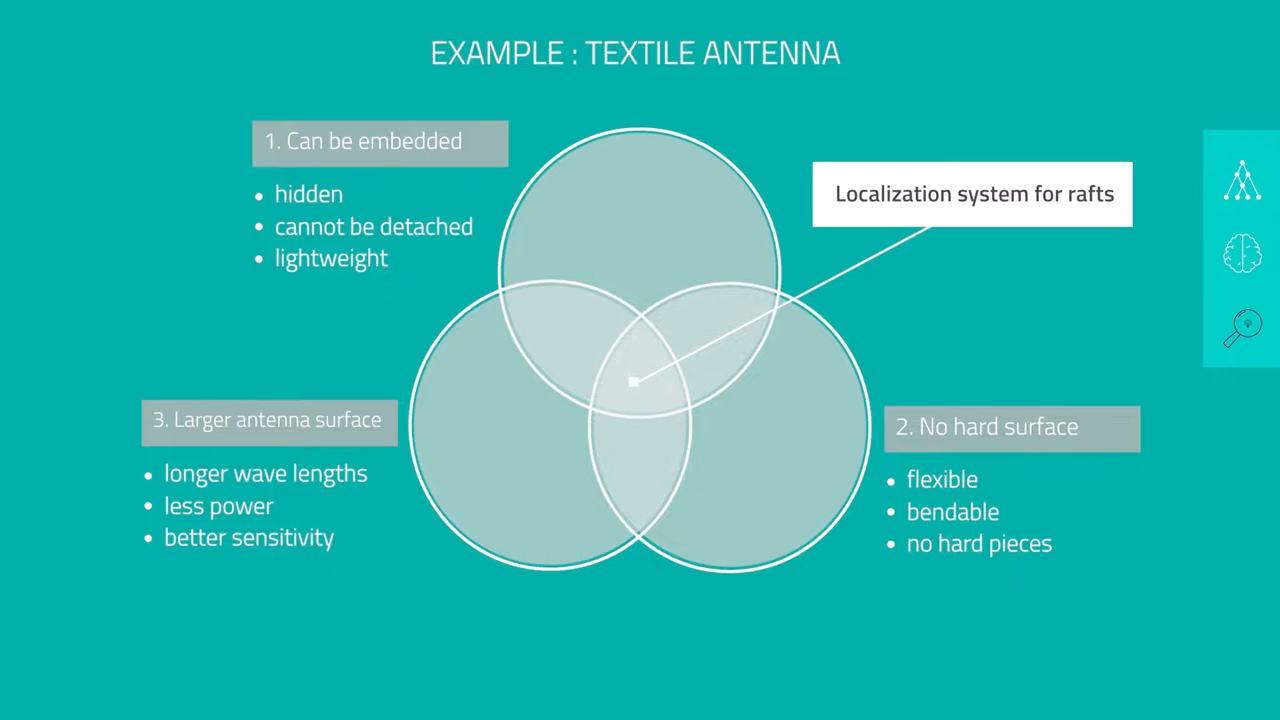 EXAMPLE : TEXTILE ANTENNA
1. Can be embedded
• hidden
• cannot be detached
• lightweight
Localization system for rafts
3. Larger antenna surface
• longer wave lengths
• less power
• better sensitivity
2. No hard surface
• flexible
• bendable
• no hard pieces